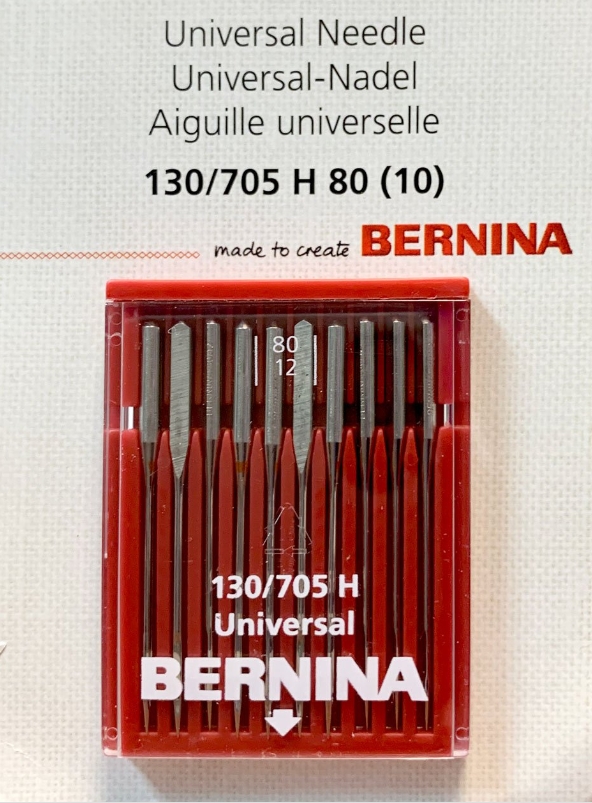 Universal Needle
Universal-Nadel
Aiguille universelle
130/705 H 80 (10)
made to create BERNINA
80
12
130/705 H
Universal
BERNINA